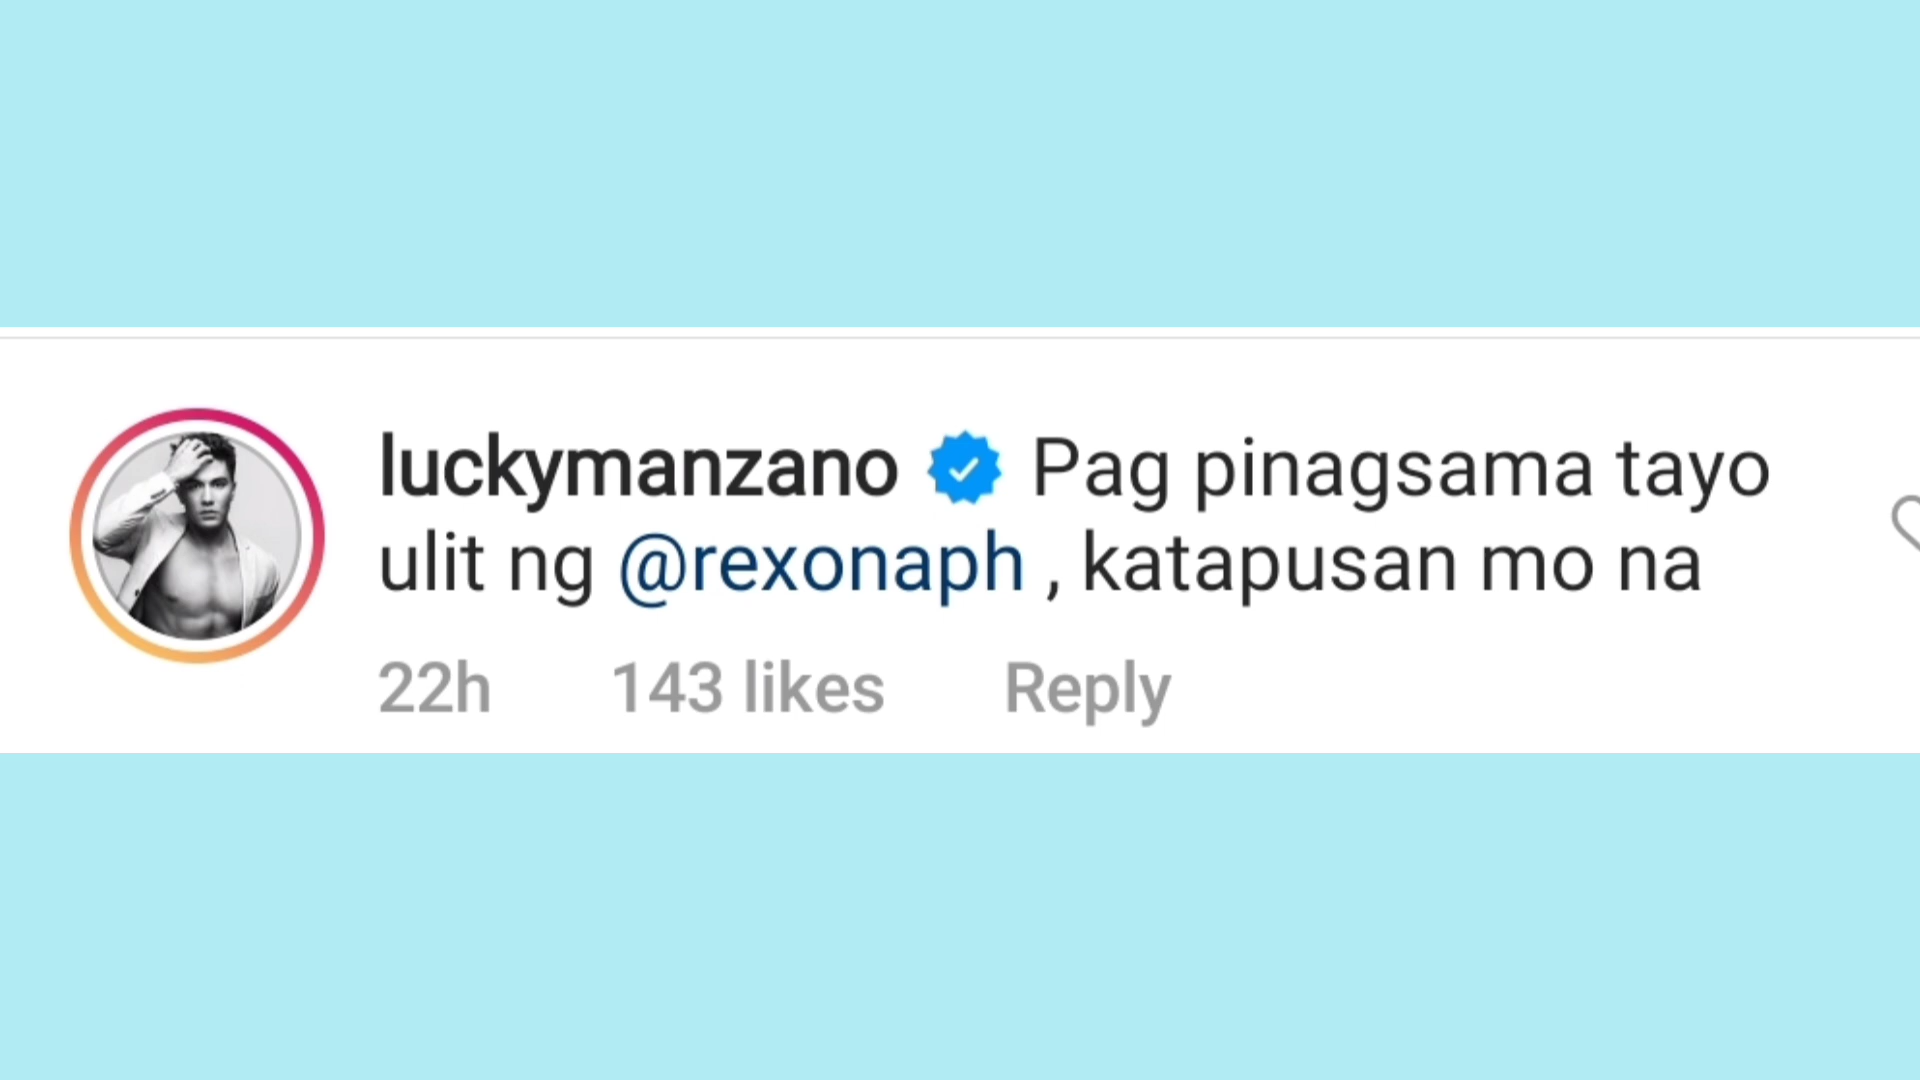 luckymanzano Pag pinagsama tayo
ulit ng @rexonaph , katapusan mo na
22h 143 likes Reply